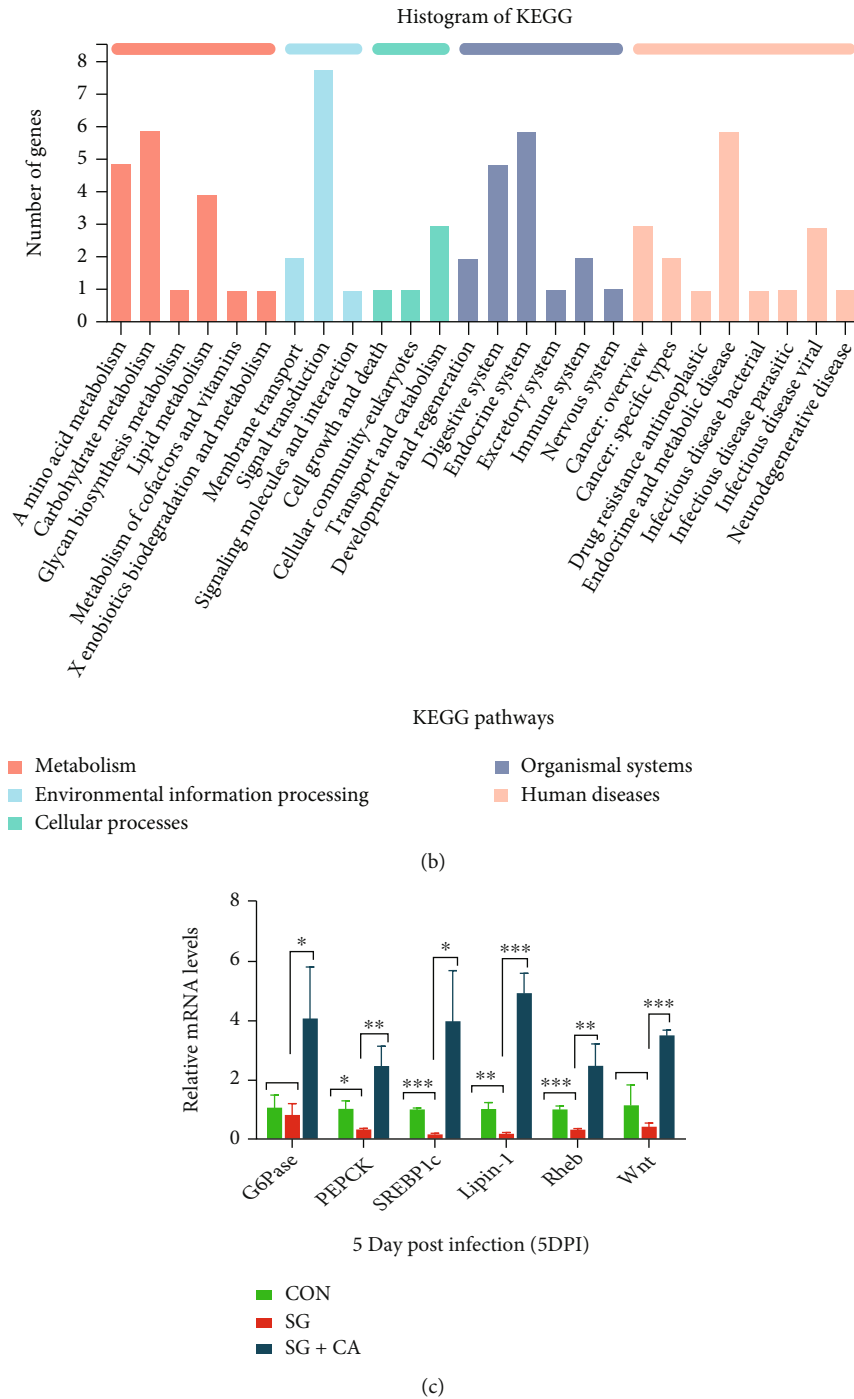 Histogram of KEGG
Number of genes
8
7
6
5
4
3
2
1
0
A mino acid metabolism
Carbohydrate metabolism
Glycan biosynthesis metabolism
Lipid metabolism
Metabolism of cofactors and vitamins
X enobiotics biodegradation and metabolism
Membrane transport
Signal transduction
Signaling molecules and interaction
Cell growth and death
Cellular community-eukaryotes
Transport and catabolism
Development and regeneration
Digestive system
Endocrine system
Excretory system
Immune system
Nervous system
Cancer: overview
Cancer: specific types
Drug resistance antineoplastic
Endocrine and metabolic disease
Infectious disease bacterial
Infectious disease parasitic
Infectious disease viral
Neurodegenerative disease
KEGG pathways
Metabolism
Environmental information processing
Cellular processes
Organismal systems
Human diseases
(b)
Relative mRNA levels
8
6
4
2
0
*
*
**
***
*
**
***
***
**
***
G6Pase
PEPCK
SREBP1c
Lipin-1
Rheb
Wnt
5 Day post infection (5DPI)
CON
SG
SG + CA
(c)